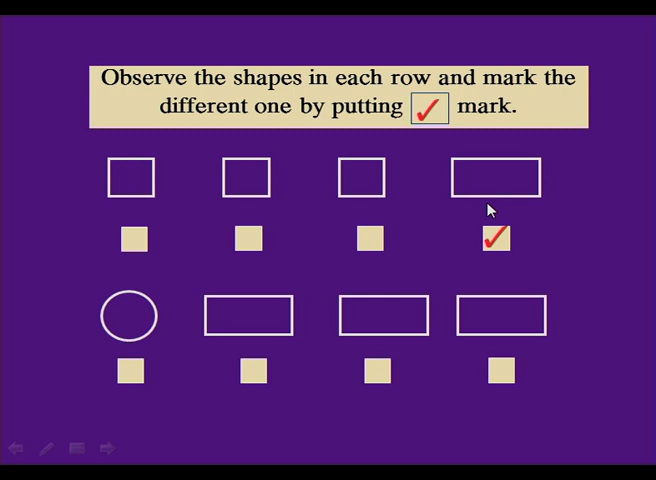 Observe the shapes in each row and mark the
different one by putting ✓ mark.